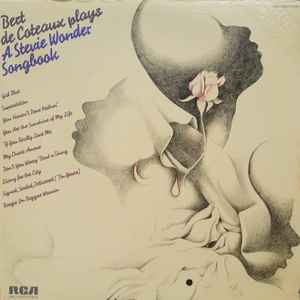 Bert
de Coteaux plays
A Stevie Wonder
Songbook
Superstition
You Haven't Done Nothin'
You Are the Sunshine of My Life
If You Really Love Me
My Cherie Amour
Don't You Worry 'Bout a Thing
Living for the City
Signed, Sealed, Delivered (I'm Yours)
Boogie On Reggae Woman
RCA